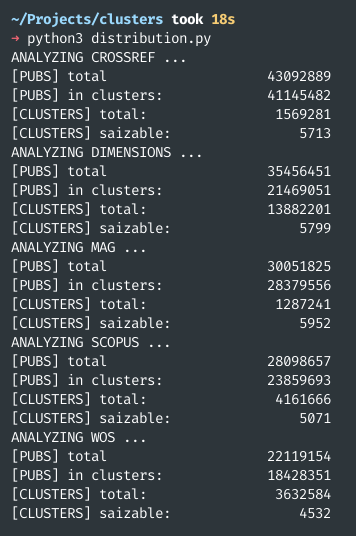 ~/Projects/clusters took 18s
→ python3 distribution.py
ANALYZING CROSSREF ...
[PUBS] total 43092889
[PUBS] in clusters: 41145482
[CLUSTERS] total: 1569281
[CLUSTERS] saizable: 5713
ANALYZING DIMENSIONS ...
[PUBS] total 35456451
[PUBS] in clusters: 21469051
[CLUSTERS] total: 13882201
[CLUSTERS] saizable: 5799
ANALYZING MAG ...
[PUBS] total 30051825
[PUBS] in clusters: 28379556
[CLUSTERS] total: 1287241
[CLUSTERS] saizable: 5952
ANALYZING SCOPUS ...
[PUBS] total 28098657
[PUBS] in clusters: 23859693
[CLUSTERS] total: 4161666
[CLUSTERS] saizable: 5071
ANALYZING WOS ...
[PUBS] total 22119154
[PUBS] in clusters: 18428351
[CLUSTERS] total: 3632584
[CLUSTERS] saizable: 4532